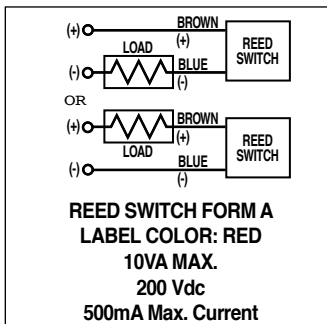 (+) BROWN
(+)
LOAD
REED
SWITCH
(-) BLUE
(-)
OR
(+) BROWN
(+)
LOAD
REED
SWITCH
(-) BLUE
(-)
REED SWITCH FORM A
LABEL COLOR: RED
10VA MAX.
200 Vdc
500mA Max. Current